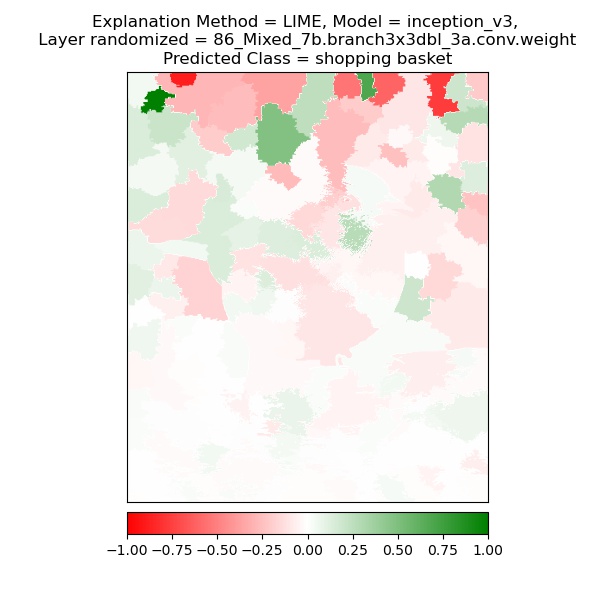 Explanation Method = LIME, Model = inception_v3,
Layer randomized = 86_Mixed_7b.branch3x3dbl_3a.conv.weight
Predicted Class = shopping basket
−1.00 −0.75 −0.50 −0.25 0.00 0.25 0.50 0.75 1.00